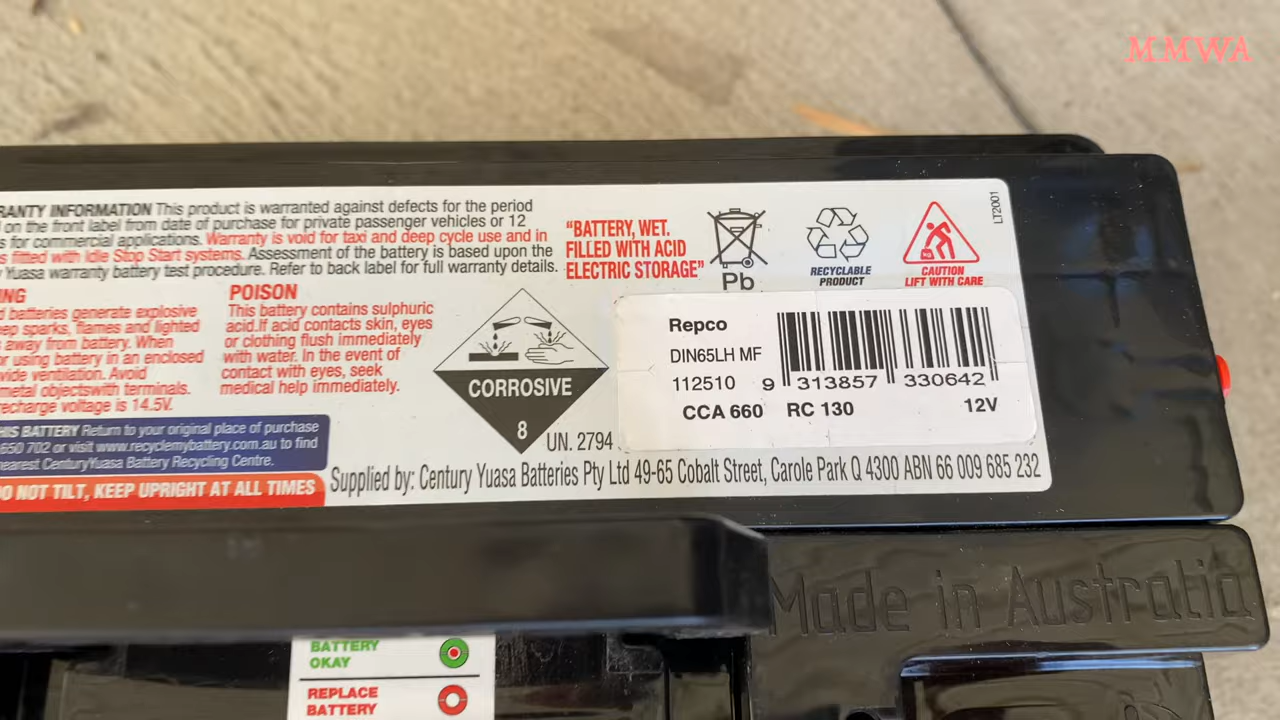 MMWA
RANTY INFORMATION This product is warranted against defects for the period
on the front label from date of purchase for private passenger vehicles or 12
s for commercial applications. Warranty is void for taxi and deep cycle use and in
s fitted with Idle Stop Start systems. Assessment of the battery is based upon the
Yuasa warranty battery test procedure. Refer to back label for full warranty details.
"BATTERY, WET.
FILLED WITH ACID
ELECTRIC STORAGE"
Pb
RECYCLABLE
PRODUCT
CAUTION
LIFT WITH CARE
LT2001
NG
d batteries generate explosive
ep sparks, flames and lighted
away from battery. When
or using battery in an enclosed
vide ventilation. Avoid
metal objectswith terminals.
recharge voltage is 14.5V.
POISON
This battery contains sulphuric
acid.If acid contacts skin, eyes
or clothing flush immediately
with water. In the event of
contact with eyes, seek
medical help immediately.
CORROSIVE
8
UN. 2794
Repco
DIN65LH MF
112510
9 313857 330642
CCA 660 RC 130 12V
HIS BATTERY Return to your original place of purchase
650 702 or visit www.recyclemybattery.com.au to find
nearest CenturyYuasa Battery Recycling Centre.
DO NOT TILT, KEEP UPRIGHT AT ALL TIMES
Supplied by: Century Yuasa Batteries Pty Ltd 49-65 Cobalt Street, Carole Park Q 4300 ABN 66 009 685 232
Made in Australia
BATTERY
OKAY
REPLACE
BATTERY